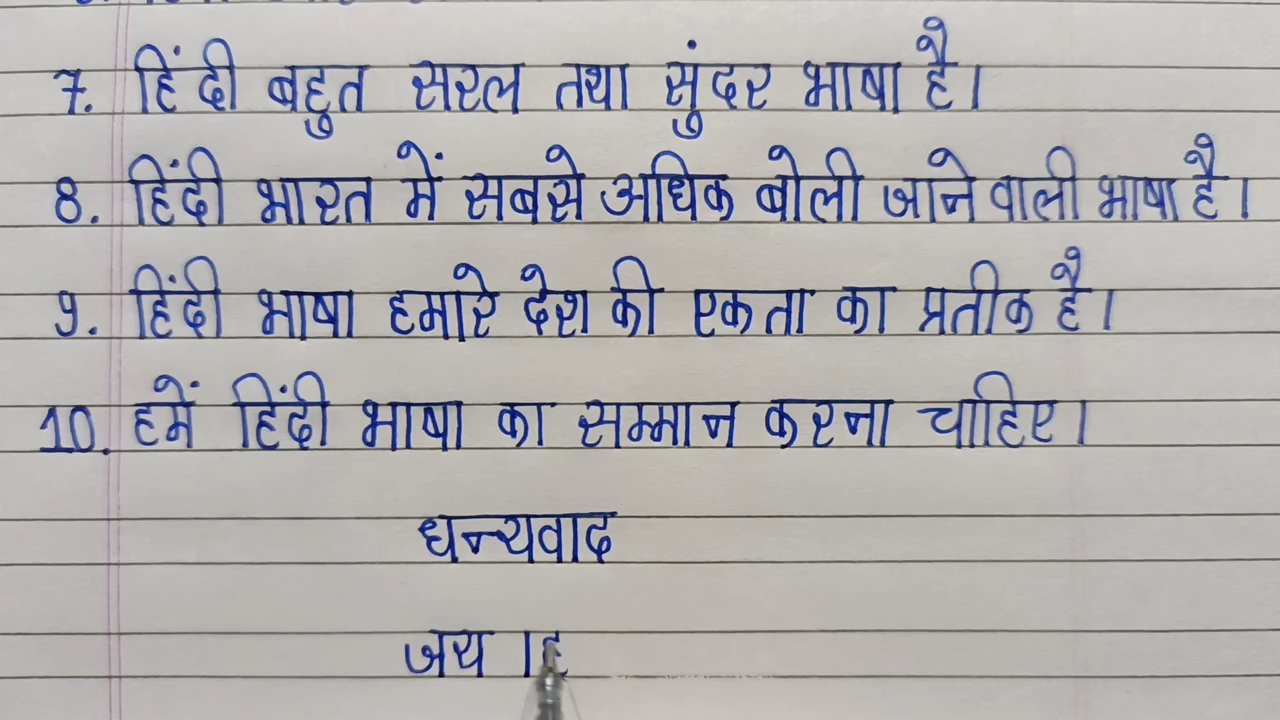 7. हिंदी बहुत सरल तथा सुंदर भाषा है।
8. हिंदी भारत में सबसे अधिक बोली जाने वाली भाषा है।
9. हिंदी भाषा हमारे देश की एकता का प्रतीक है।
10. हमें हिंदी भाषा का सम्मान करना चाहिए।
धन्यवाद
जय